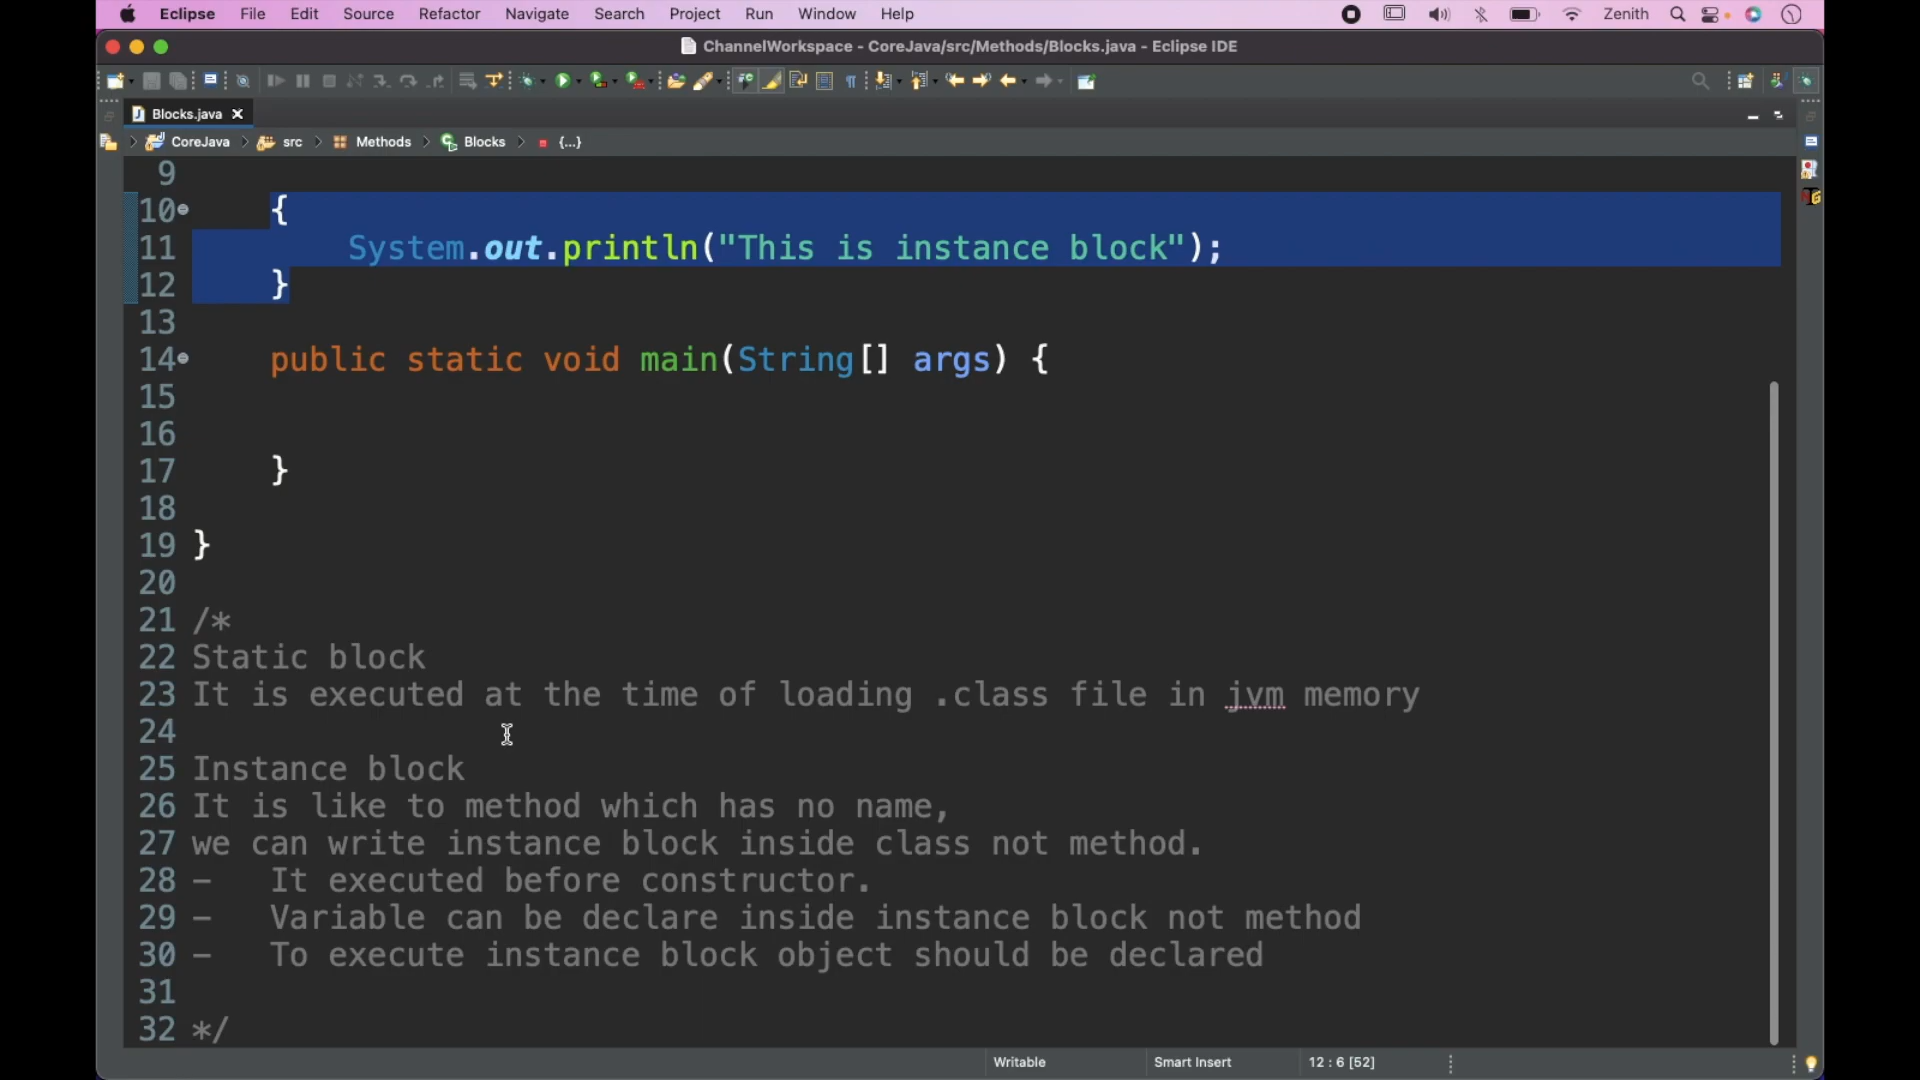 Eclipse File Edit Source Refactor Navigate Search Project Run Window Help Zenith
ChannelWorkspace - CoreJava/src/Methods/Blocks.java - Eclipse IDE
Blocks.java
CoreJava src Methods Blocks {...}
9
10 {
11 System.out.println("This is instance block");
12 }
13
14 public static void main(String[] args) {
15
16
17 }
18
19 }
20
21 /*
22 Static block
23 It is executed at the time of loading .class file in jvm memory
24
25 Instance block
26 It is like to method which has no name,
27 we can write instance block inside class not method.
28 - It executed before constructor.
29 - Variable can be declare inside instance block not method
30 - To execute instance block object should be declared
31
32 */
Writable Smart Insert 12 : 6 [52]